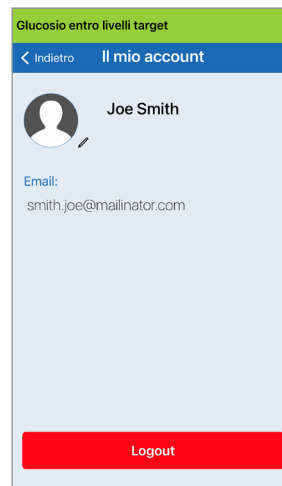 Glucosio entro livelli target
Indietro Il mio account
Joe Smith
Email:
smith.joe@mailinator.com
Logout